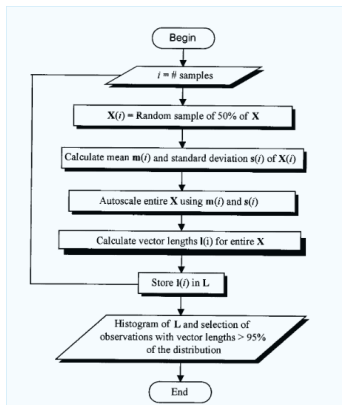 Begin
i = # samples
X(i) = Random sample of 50% of X
Calculate mean m(i) and standard deviation s(i) of X(i)
Autoscale entire X using m(i) and s(i)
Calculate vector lengths l(i) for entire X
Store l(i) in L
Histogram of L and selection of
observations with vector lengths > 95%
of the distribution
End